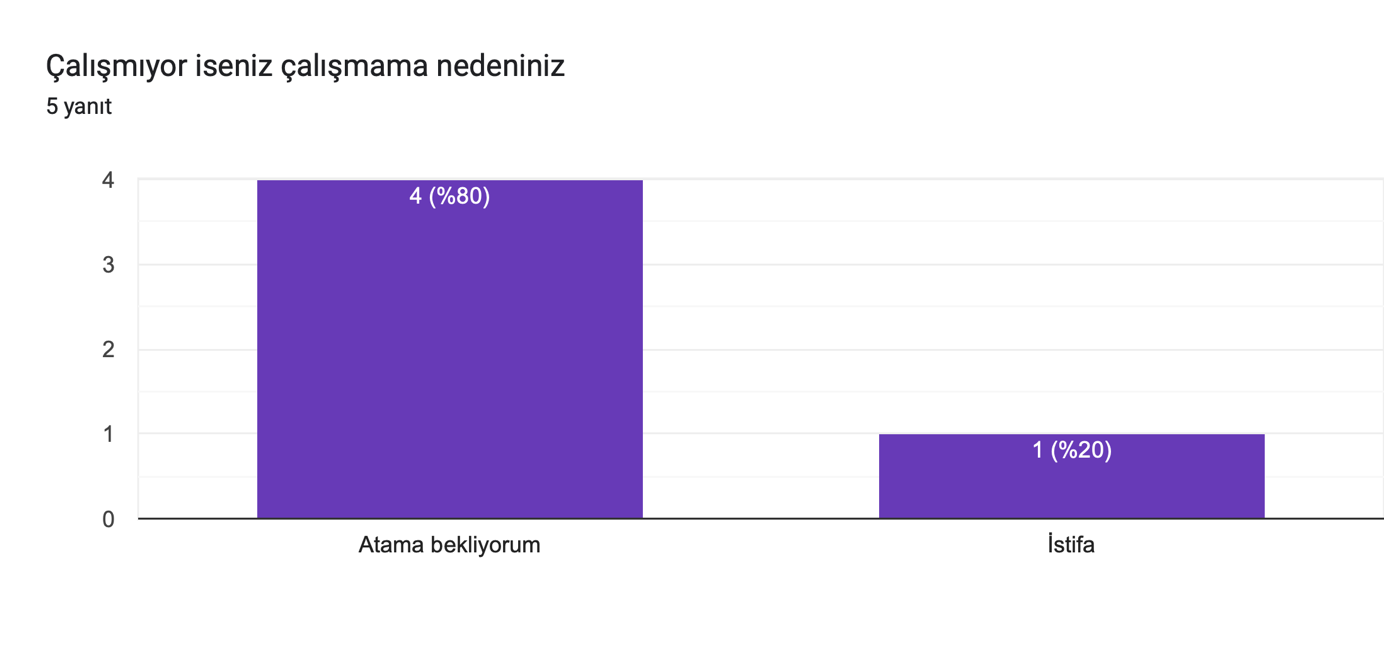 Çalışmıyor iseniz çalışmama nedeniniz
5 yanıt
4
4 (%80)
3
2
1
1 (%20)
0
Atama bekliyorum
İstifa